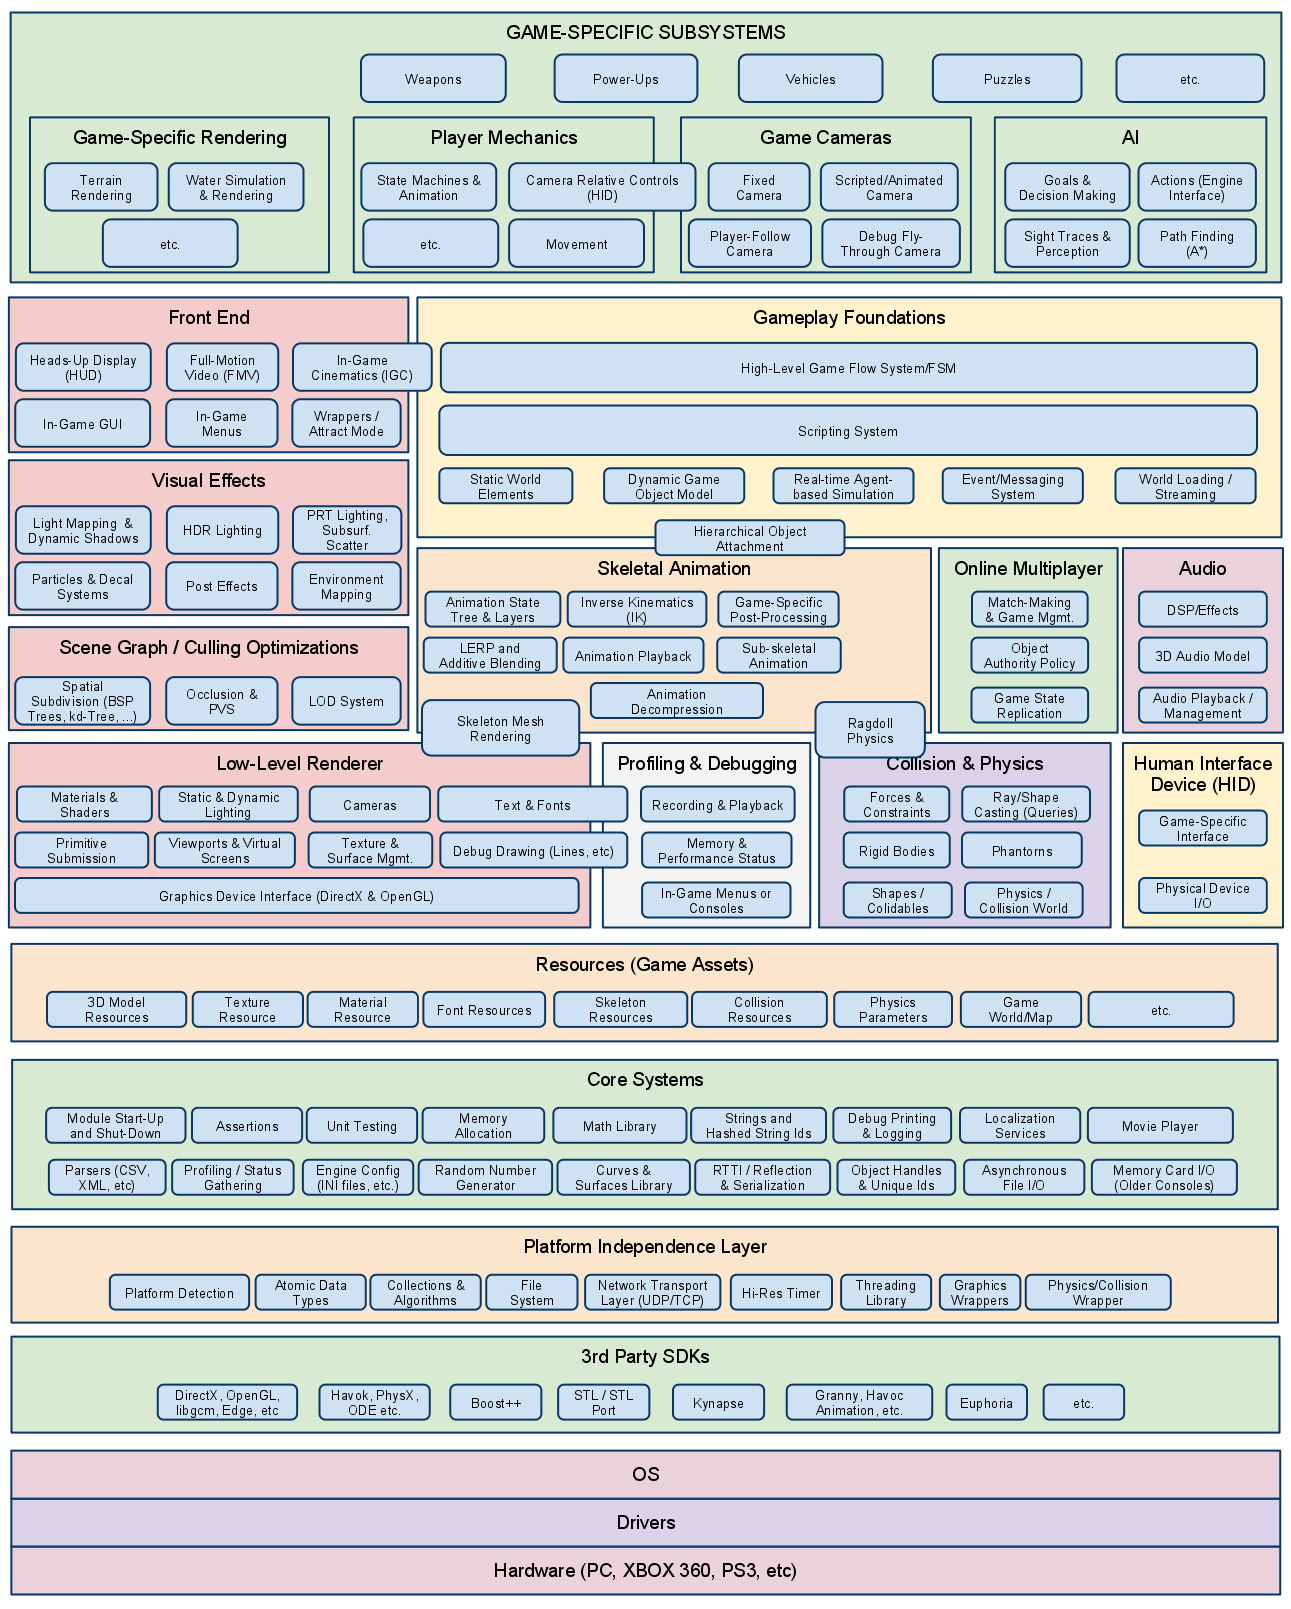 GAME-SPECIFIC SUBSYSTEMS
Weapons
Power-Ups
Vehicles
Puzzles
etc.
Game-Specific Rendering
Terrain
Rendering
Water Simulation
& Rendering
etc.
Player Mechanics
State Machines &
Animation
Camera Relative Controls
(HID)
etc.
Movement
Game Cameras
Fixed
Camera
Scripted/Animated
Camera
Player-Follow
Camera
Debug Fly-
Through Camera
AI
Goals &
Decision Making
Actions (Engine
Interface)
Sight Traces &
Perception
Path Finding
(A*)
Front End
Heads-Up Display
(HUD)
Full-Motion
Video (FMV)
In-Game
Cinematics (IGC)
In-Game GUI
In-Game
Menus
Wrappers /
Attract Mode
Gameplay Foundations
High-Level Game Flow System/FSM
Scripting System
Static World
Elements
Dynamic Game
Object Model
Real-time Agent-
based Simulation
Event/Messaging
System
World Loading /
Streaming
Hierarchical Object
Attachment
Visual Effects
Light Mapping &
Dynamic Shadows
HDR Lighting
PRT Lighting,
Subsurf.
Scatter
Particles & Decal
Systems
Post Effects
Environment
Mapping
Skeletal Animation
Animation State
Tree & Layers
Inverse Kinematics
(IK)
Game-Specific
Post-Processing
LERP and
Additive Blending
Animation Playback
Sub-skeletal
Animation
Animation
Decompression
Skeleton Mesh
Rendering
Ragdoll
Physics
Online Multiplayer
Match-Making
& Game Mgmt.
Object
Authority Policy
Game State
Replication
Audio
DSP/Effects
3D Audio Model
Audio Playback /
Management
Scene Graph / Culling Optimizations
Spatial
Subdivision (BSP
Trees, kd-Tree, ...)
Occlusion &
PVS
LOD System
Low-Level Renderer
Materials &
Shaders
Static & Dynamic
Lighting
Cameras
Text & Fonts
Primitive
Submission
Viewports & Virtual
Screens
Texture &
Surface Mgmt.
Debug Drawing (Lines, etc)
Graphics Device Interface (DirectX & OpenGL)
Profiling & Debugging
Recording & Playback
Memory &
Performance Status
In-Game Menus or
Consoles
Collision & Physics
Forces &
Constraints
Ray/Shape
Casting (Queries)
Rigid Bodies
Phantorns
Shapes /
Colidables
Physics /
Collision World
Human Interface
Device (HID)
Game-Specific
Interface
Physical Device
I/O
Resources (Game Assets)
3D Model
Resources
Texture
Resource
Material
Resource
Font Resources
Skeleton
Resources
Collision
Resources
Physics
Parameters
Game
World/Map
etc.
Core Systems
Module Start-Up
and Shut-Down
Assertions
Unit Testing
Memory
Allocation
Math Library
Strings and
Hashed String Ids
Debug Printing
& Logging
Localization
Services
Movie Player
Parsers (CSV,
XML, etc)
Profiling / Status
Gathering
Engine Config
(INI files, etc.)
Random Number
Generator
Curves &
Surfaces Library
RTTI / Reflection
& Serialization
Object Handles
& Unique Ids
Asynchronous
File I/O
Memory Card I/O
(Older Consoles)
Platform Independence Layer
Platform Detection
Atomic Data
Types
Collections &
Algorithms
File
System
Network Transport
Layer (UDP/TCP)
Hi-Res Timer
Threading
Library
Graphics
Wrappers
Physics/Collision
Wrapper
3rd Party SDKs
DirectX, OpenGL,
libgcm, Edge, etc
Havok, PhysX,
ODE etc.
Boost++
STL / STL
Port
Kynapse
Granny, Havoc
Animation, etc.
Euphoria
etc.
OS
Drivers
Hardware (PC, XBOX 360, PS3, etc)